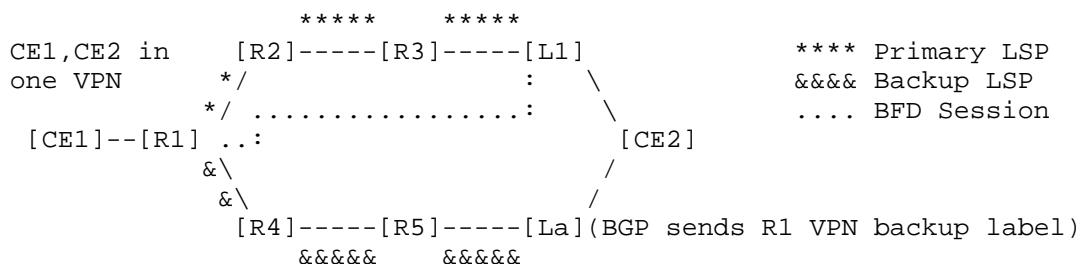 *****     *****
CE1,CE2 in    [R2]-----[R3]-----[L1]             **** Primary LSP
one VPN      */                  :   \           &&&& Backup LSP
            */ ..................:    \          .... BFD Session
 [CE1]--[R1] ..:                       [CE2]
            &\                        /
             &\                      /
              [R4]-----[R5]-----[La](BGP sends R1 VPN backup label)
                  &&&&&     &&&&&